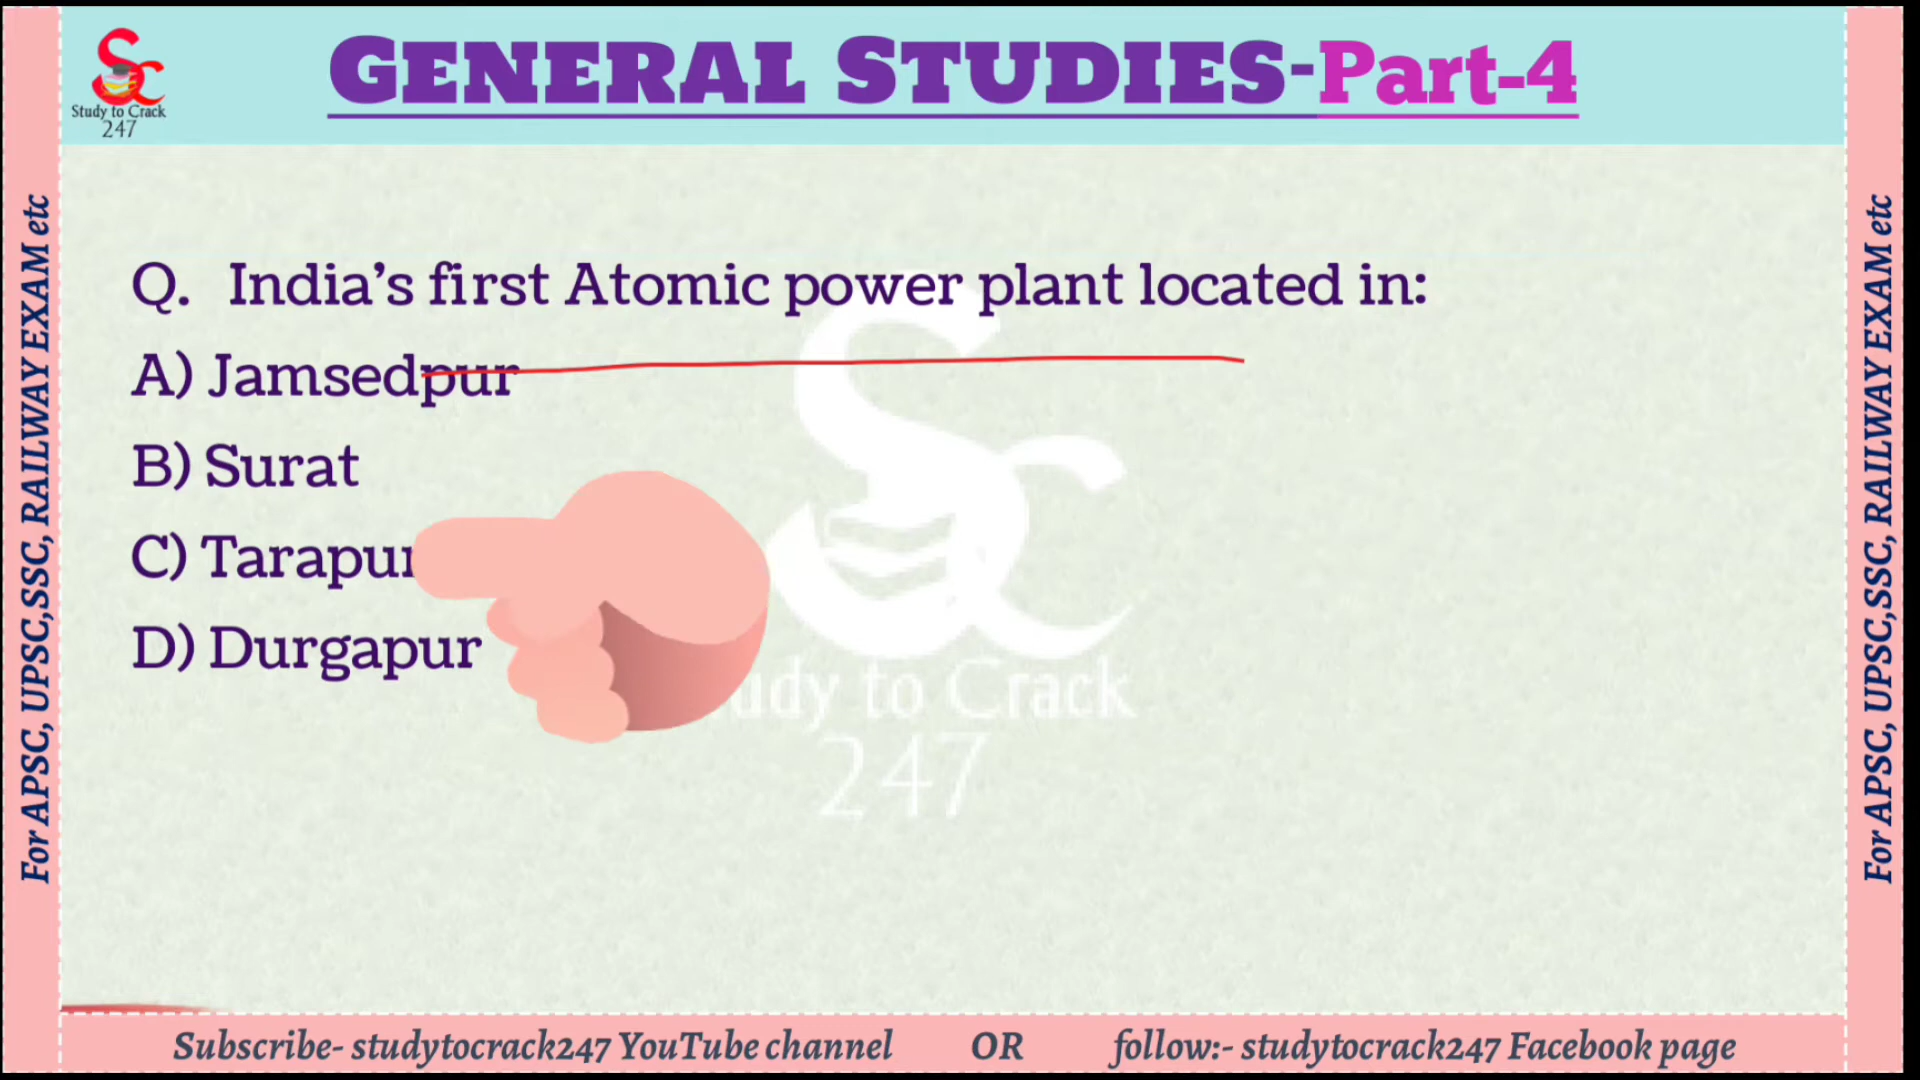 GENERAL STUDIES-Part-4
Study to Crack
247
For APSC, UPSC,SSC, RAILWAY EXAM etc
Q. India’s first Atomic power plant located in:
A) Jamsedpur
B) Surat
C) Tarapur
D) Durgapur
udy to Crack
247
For APSC, UPSC,SSC, RAILWAY EXAM etc
Subscribe- studytocrack247 YouTube channel OR follow:- studytocrack247 Facebook page